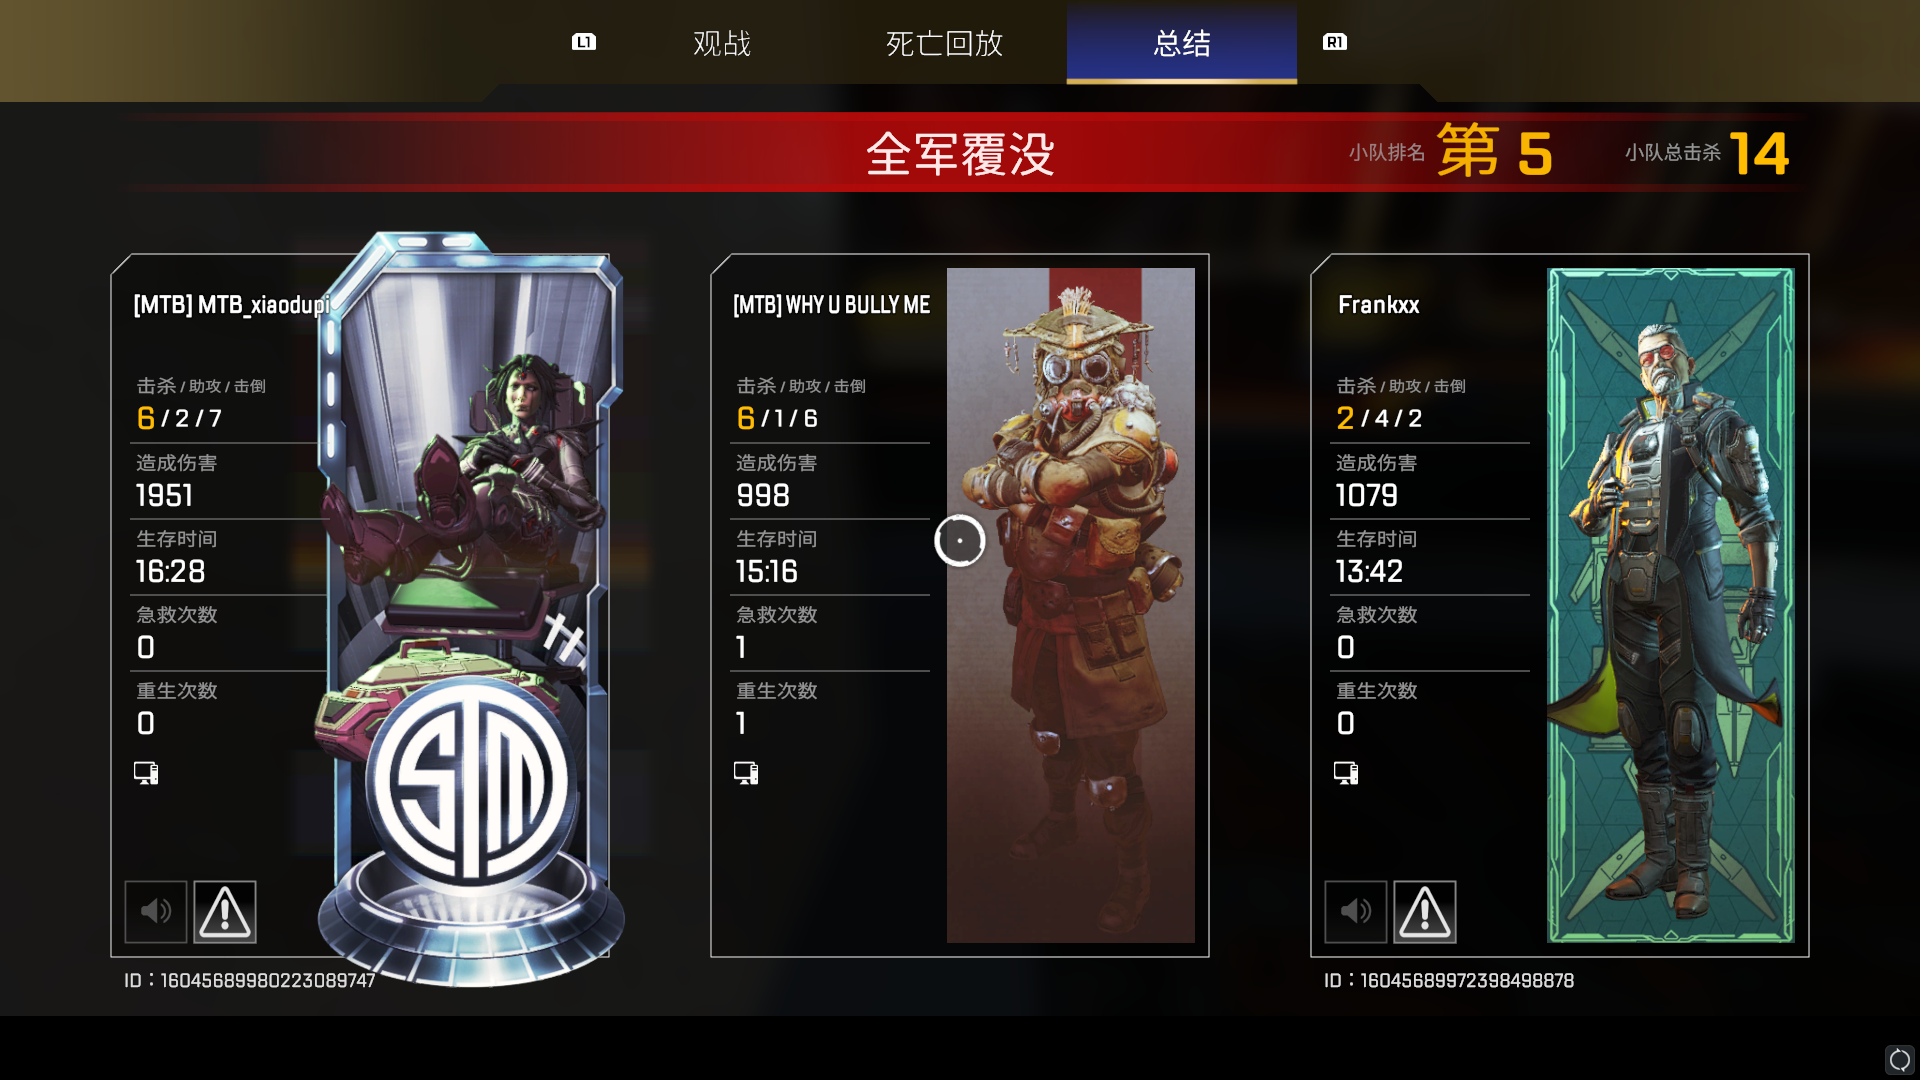 L1 观战 死亡回放 总结 R1
全军覆没
小队排名 第 5 小队总击杀 14
[MTB] MTB_xiaodupi
击杀 / 助攻 / 击倒
6 / 2 / 7
造成伤害
1951
生存时间
16:28
急救次数
0
重生次数
0
TSM
ID：16045689980223089747
[MTB] WHY U BULLY ME
击杀 / 助攻 / 击倒
6 / 1 / 6
造成伤害
998
生存时间
15:16
急救次数
1
重生次数
1
Frankxx
击杀 / 助攻 / 击倒
2 / 4 / 2
造成伤害
1079
生存时间
13:42
急救次数
0
重生次数
0
ID：16045689972398498878